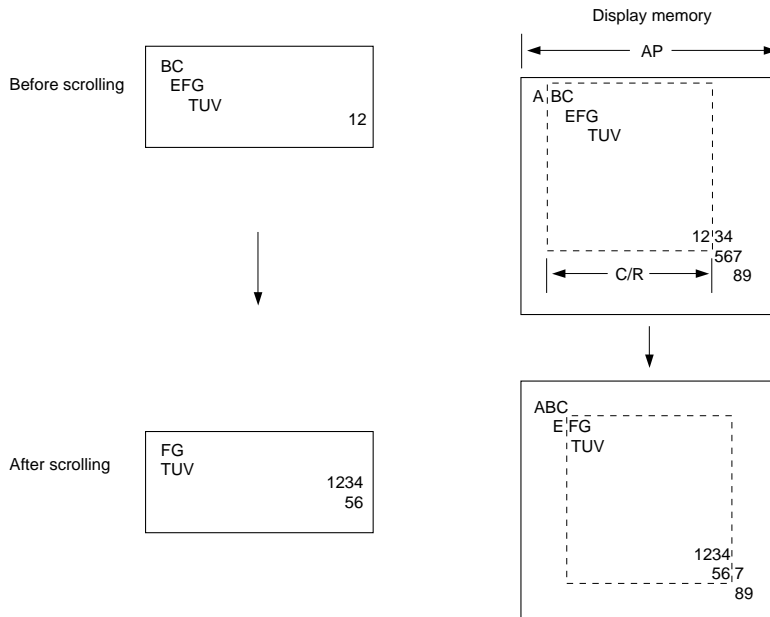 Display memory
AP
Before scrolling
BC
EFG
TUV
12
A BC
EFG
TUV
12 34
567
89
C/R
After scrolling
FG
TUV
1234
56
ABC
E FG
TUV
1234
56 7
89